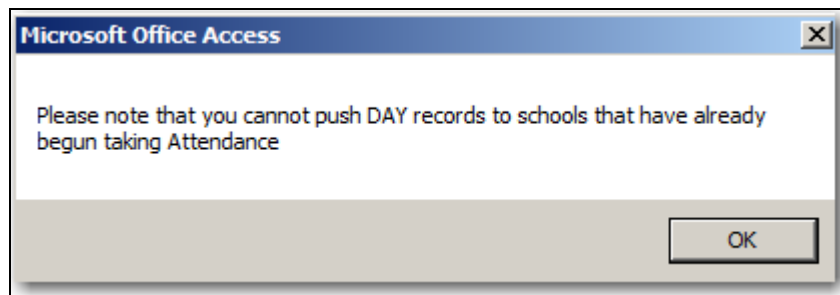 Microsoft Office Access
Please note that you cannot push DAY records to schools that have already
begun taking Attendance
OK